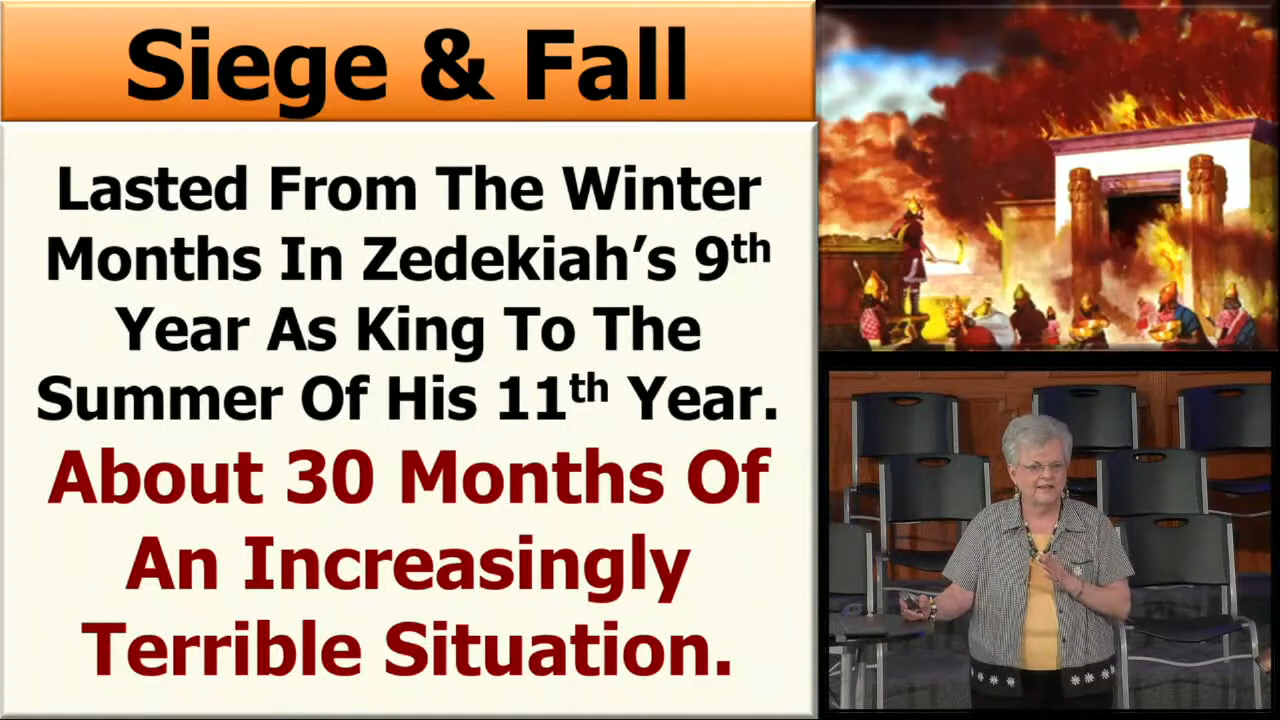 Siege & Fall
Lasted From The Winter
Months In Zedekiah’s 9th
Year As King To The
Summer Of His 11th Year.
About 30 Months Of
An Increasingly
Terrible Situation.